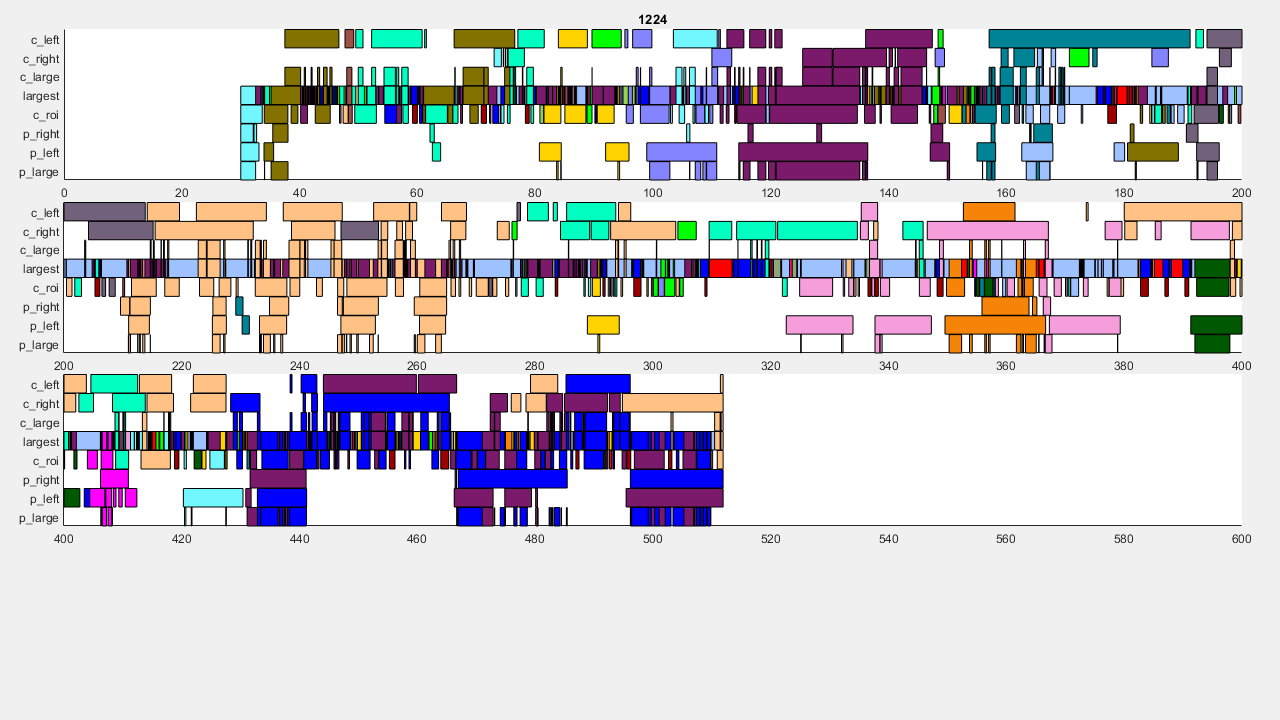 1224
c_left
c_right
c_large
largest
c_roi
p_right
p_left
p_large
0 20 40 60 80 100 120 140 160 180 200
c_left
c_right
c_large
largest
c_roi
p_right
p_left
p_large
200 220 240 260 280 300 320 340 360 380 400
c_left
c_right
c_large
largest
c_roi
p_right
p_left
p_large
400 420 440 460 480 500 520 540 560 580 600